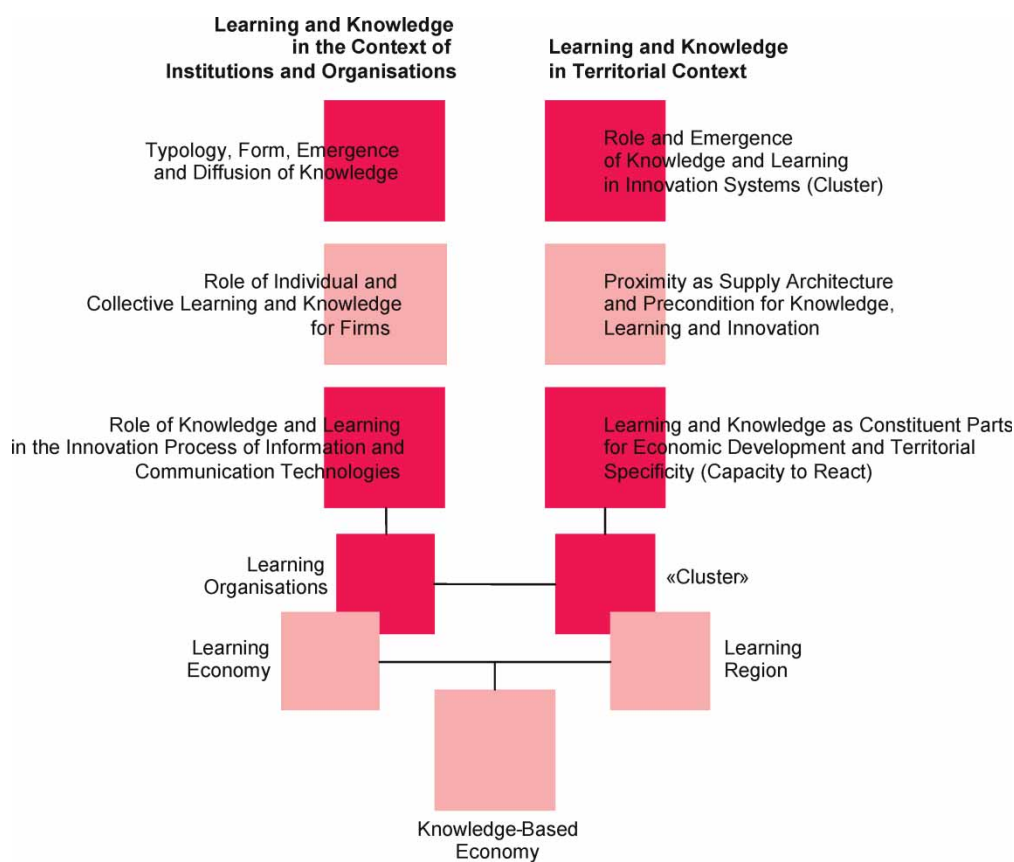 Learning and Knowledge
in the Context of
Institutions and Organisations
Learning and Knowledge
in Territorial Context
Typology, Form, Emergence
and Diffusion of Knowledge
Role and Emergence
of Knowledge and Learning
in Innovation Systems (Cluster)
Role of Individual and
Collective Learning and Knowledge
for Firms
Proximity as Supply Architecture
and Precondition for Knowledge,
Learning and Innovation
Role of Knowledge and Learning
in the Innovation Process of Information and
Communication Technologies
Learning and Knowledge as Constituent Parts
for Economic Development and Territorial
Specificity (Capacity to React)
Learning
Organisations
«Cluster»
Learning
Economy
Learning
Region
Knowledge-Based
Economy